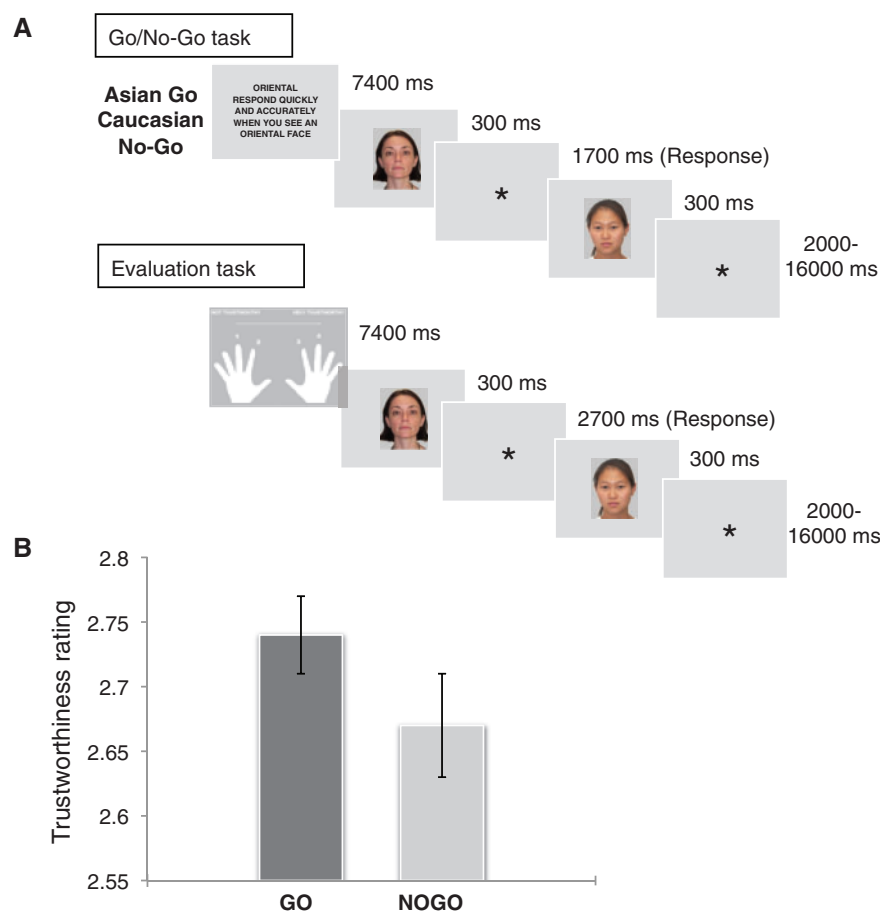 A
Go/No-Go task
Asian Go
Caucasian
No-Go
ORIENTAL
RESPOND QUICKLY
AND ACCURATELY
WHEN YOU SEE AN
ORIENTAL FACE
7400 ms
300 ms
*
1700 ms (Response)
300 ms
*
2000-
16000 ms
Evaluation task
7400 ms
300 ms
*
2700 ms (Response)
300 ms
*
2000-
16000 ms
B
Trustworthiness rating
2.8
2.75
2.7
2.65
2.6
2.55
GO
NOGO